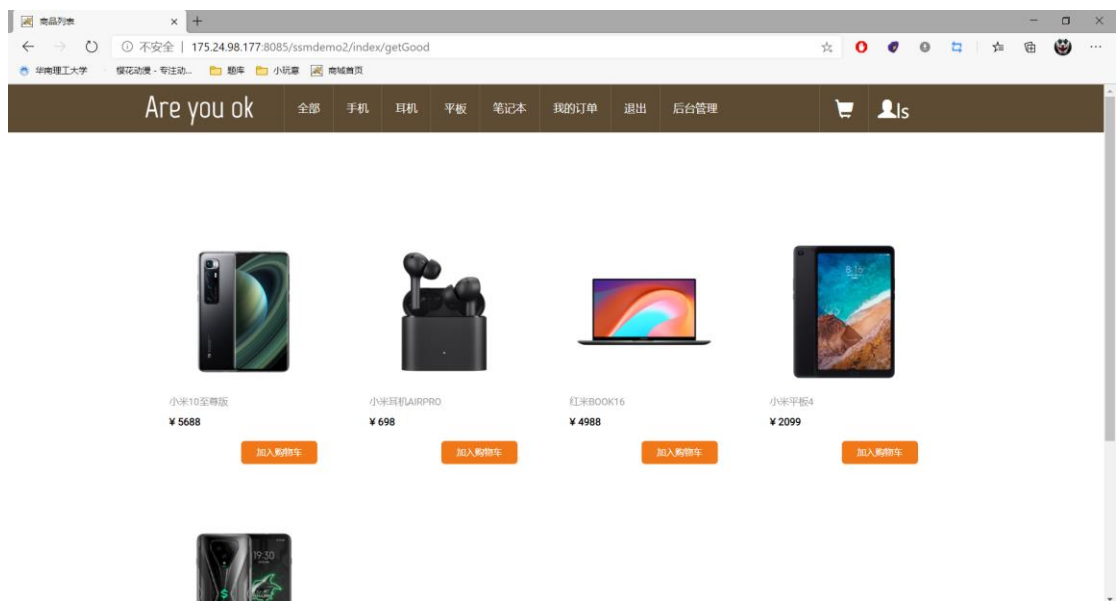 商品列表
不安全 | 175.24.98.177:8085/ssmdemo2/index/getGood
华南理工大学 樱花动漫 - 专注动... 题库 小玩意 商城首页
Are you ok 全部 手机 耳机 平板 笔记本 我的订单 退出 后台管理 ls
小米10至尊版 小米耳机AIRPRO 红米BOOK16 小米平板4
¥ 5688 ¥ 698 ¥ 4988 ¥ 2099
加入购物车 加入购物车 加入购物车 加入购物车
8:16
19:30